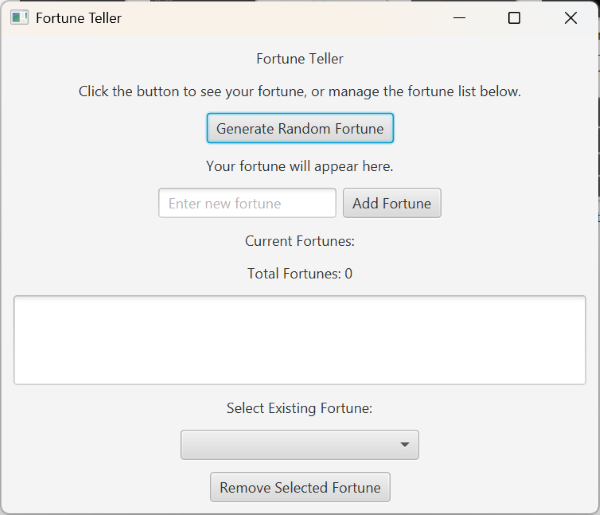 Fortune Teller
Fortune Teller
Click the button to see your fortune, or manage the fortune list below.
Generate Random Fortune
Your fortune will appear here.
Enter new fortune Add Fortune
Current Fortunes:
Total Fortunes: 0
Select Existing Fortune:
Remove Selected Fortune